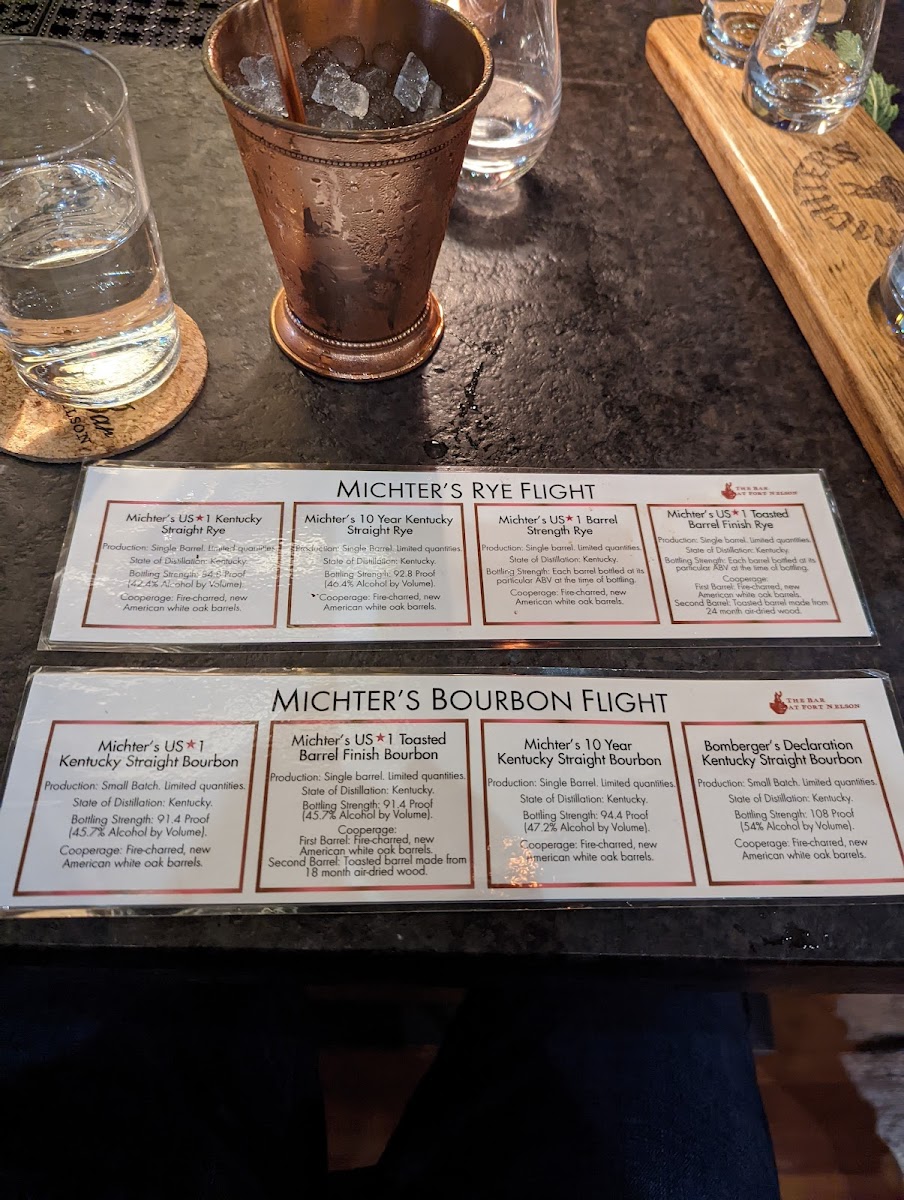 MICHTER'S
Bar
LSON
MICHTER'S RYE FLIGHT
THE BAR
AT FORT NELSON
Michter's US★1 Kentucky
Straight Rye
Production: Single Barrel. Limited quantities.
State of Distillation: Kentucky.
Bottling Strength: 84.8 Proof
(42.4% Alcohol by Volume).
Cooperage: Fire-charred, new
American white oak barrels.
Michter's 10 Year Kentucky
Straight Rye
Production: Single Barrel. Limited quantities.
State of Distillation: Kentucky.
Bottling Strength: 92.8 Proof
(46.4% Alcohol by Volume).
Cooperage: Fire-charred, new
American white oak barrels.
Michter's US★1 Barrel
Strength Rye
Production: Single barrel. Limited quantities.
State of Distillation: Kentucky.
Bottling Strength: Each barrel bottled at its
particular ABV at the time of bottling.
Cooperage: Fire-charred, new
American white oak barrels.
Michter's US★1 Toasted
Barrel Finish Rye
Production: Single barrel. Limited quantities.
State of Distillation: Kentucky.
Bottling Strength: Each barrel bottled at its
particular ABV at the time of bottling.
Cooperage:
First Barrel: Fire-charred, new
American white oak barrels.
Second Barrel: Toasted barrel made from
24 month air-dried wood.
MICHTER'S BOURBON FLIGHT
THE BAR
AT FORT NELSON
Michter's US★1
Kentucky Straight Bourbon
Production: Small Batch. Limited quantities.
State of Distillation: Kentucky.
Bottling Strength: 91.4 Proof
(45.7% Alcohol by Volume).
Cooperage: Fire-charred, new
American white oak barrels.
Michter's US★1 Toasted
Barrel Finish Bourbon
Production: Single barrel. Limited quantities.
State of Distillation: Kentucky.
Bottling Strength: 91.4 Proof
(45.7% Alcohol by Volume).
Cooperage:
First Barrel: Fire-charred, new
American white oak barrels.
Second Barrel: Toasted barrel made from
18 month air-dried wood.
Michter's 10 Year
Kentucky Straight Bourbon
Production: Single Barrel. Limited quantities.
State of Distillation: Kentucky.
Bottling Strength: 94.4 Proof
(47.2% Alcohol by Volume).
Cooperage: Fire-charred, new
American white oak barrels.
Bomberger's Declaration
Kentucky Straight Bourbon
Production: Small Batch. Limited quantities.
State of Distillation: Kentucky.
Bottling Strength: 108 Proof
(54% Alcohol by Volume).
Cooperage: Fire-charred, new
American white oak barrels.